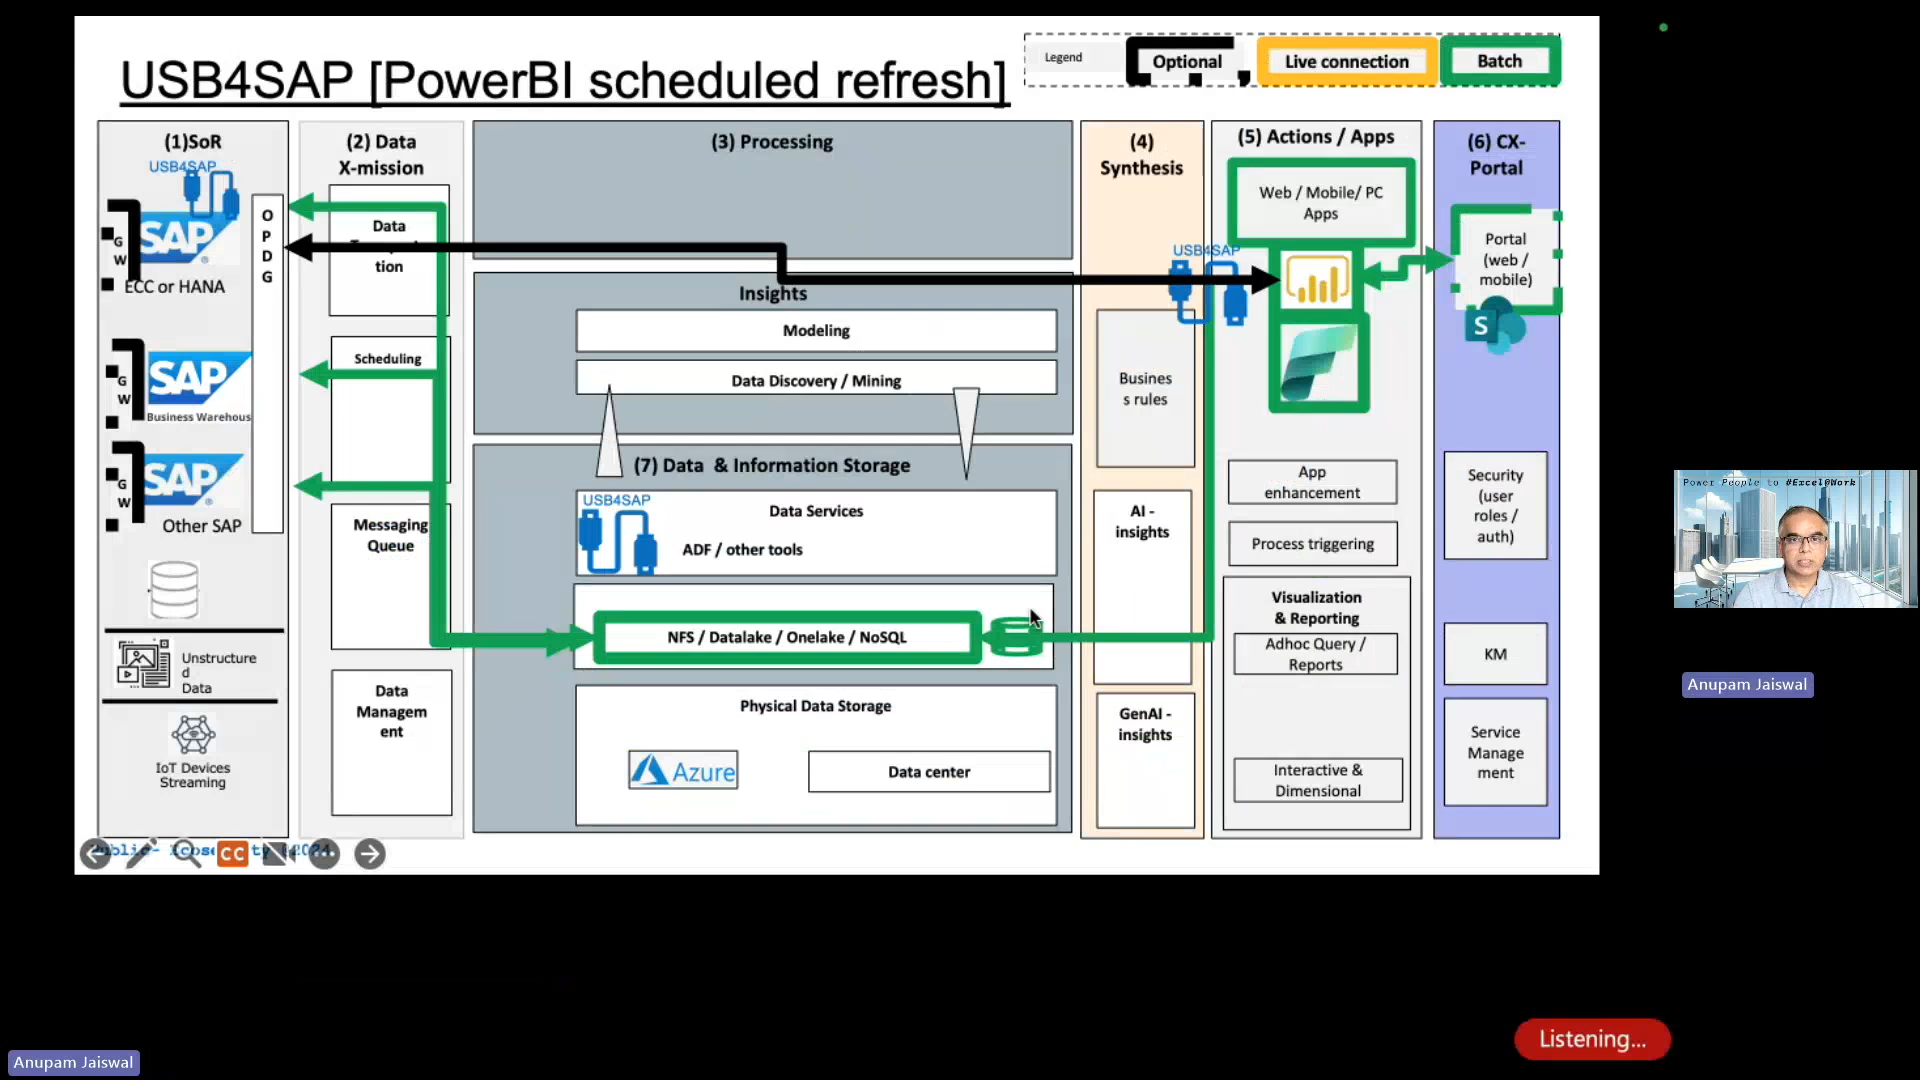 USB4SAP [PowerBI scheduled refresh]
Legend
Optional
Live connection
Batch
(1)SoR
USB4SAP
G
W
SAP
ECC or HANA
O
P
D
G
G
W
SAP
Business Warehous
G
W
SAP
Other SAP
Unstructure
d
Data
IoT Devices
Streaming
(2) Data
X-mission
Data
tion
Scheduling
Messaging
Queue
Data
Managem
ent
(3) Processing
Insights
Modeling
Data Discovery / Mining
(7) Data & Information Storage
USB4SAP
Data Services
ADF / other tools
NFS / Datalake / Onelake / NoSQL
Physical Data Storage
Azure
Data center
(4)
Synthesis
Busines
s rules
AI -
insights
GenAI -
insights
(5) Actions / Apps
Web / Mobile/ PC
Apps
USB4SAP
App
enhancement
Process triggering
Visualization
& Reporting
Adhoc Query /
Reports
Interactive &
Dimensional
(6) CX-
Portal
Portal
(web /
mobile)
S
Security
(user
roles /
auth)
KM
Service
Manage
ment
CC
Power People to #Excel@Work
Anupam Jaiswal
Listening...
Anupam Jaiswal